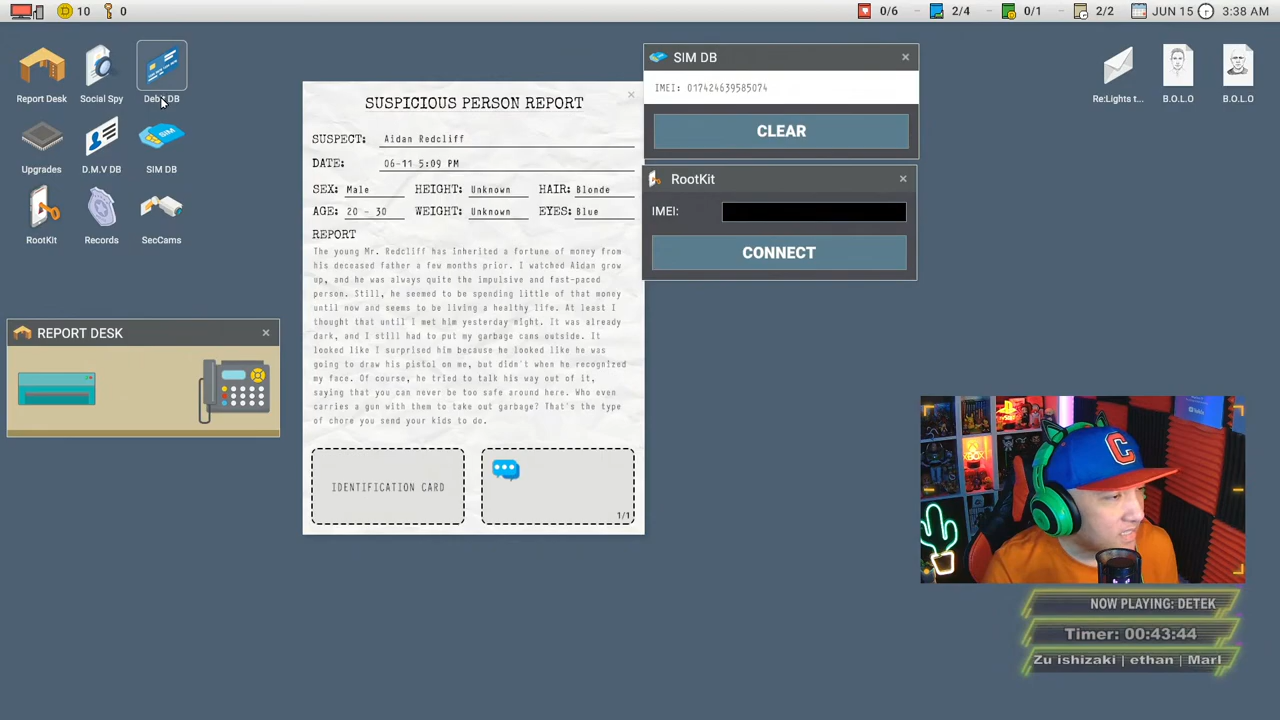 10
0
0/6
2/4
0/1
2/2
JUN 15
3:38 AM
Report Desk
Social Spy
Upgrades
D.M.V DB
SIM DB
SIM
RootKit
Records
SecCams
Re:Lights t...
B.O.L.O
B.O.L.O
REPORT DESK
SUSPICIOUS PERSON REPORT
SUSPECT: Aidan Redcliff
DATE: 06-11 5:09 PM
SEX: Male HEIGHT: Unknown HAIR: Blonde
AGE: 20 - 30 WEIGHT: Unknown EYES: Blue
REPORT
The young Mr. Redcliff has Inherited a fortune of money from
his deceased father a few months prior. I watched Aidan grow
up, and he was always quite the impulsive and fast-paced
person. Still, he seemed to be spending little of that money
until now and seems to be living a healthy life. At least I
thought that until I met him yesterday night. It was already
dark, and I still had to put my garbage cans outside. It
looked like I surprised him because he looked like he was
going to draw his pistol on me, but didn't when he recognized
my face. Of course, he tried to talk his way out of it,
saying that you can never be too safe around here. Who even
carries a gun with them to take out garbage? That's the type
of chore you send your kids to do.
IDENTIFICATION CARD
1/1
SIM DB
IMEI: 017424639585074
CLEAR
RootKit
IMEI:
CONNECT
C
NOW PLAYING: DETEK
Timer: 00:43:44
Zu ishizaki | ethan | Marl